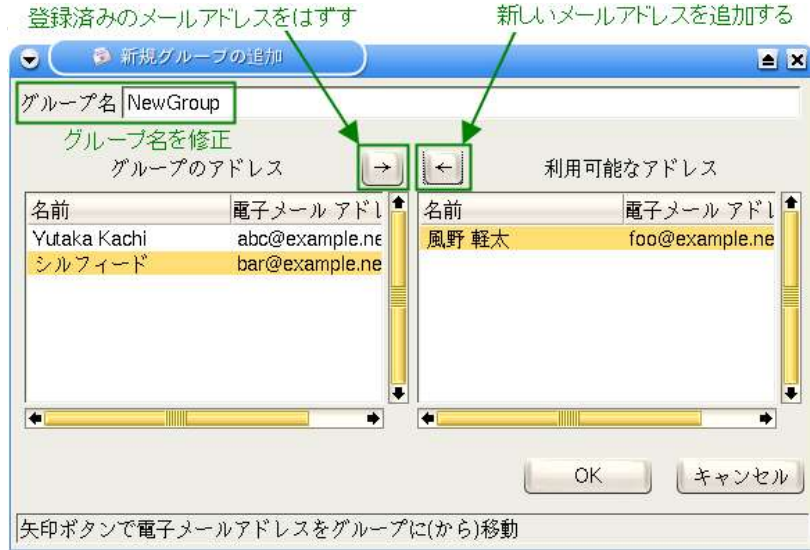 登録済みのメールアドレスをはずす
新しいメールアドレスを追加する
新規グループの追加
グループ名 NewGroup
グループ名を修正
グループのアドレス → ← 利用可能なアドレス
名前 電子メール アドレ 名前 電子メール アドレ
Yutaka Kachi abc@example.ne 風野 軽太 foo@example.ne
シルフィード bar@example.ne
OK キャンセル
矢印ボタンで電子メールアドレスをグループに(から)移動